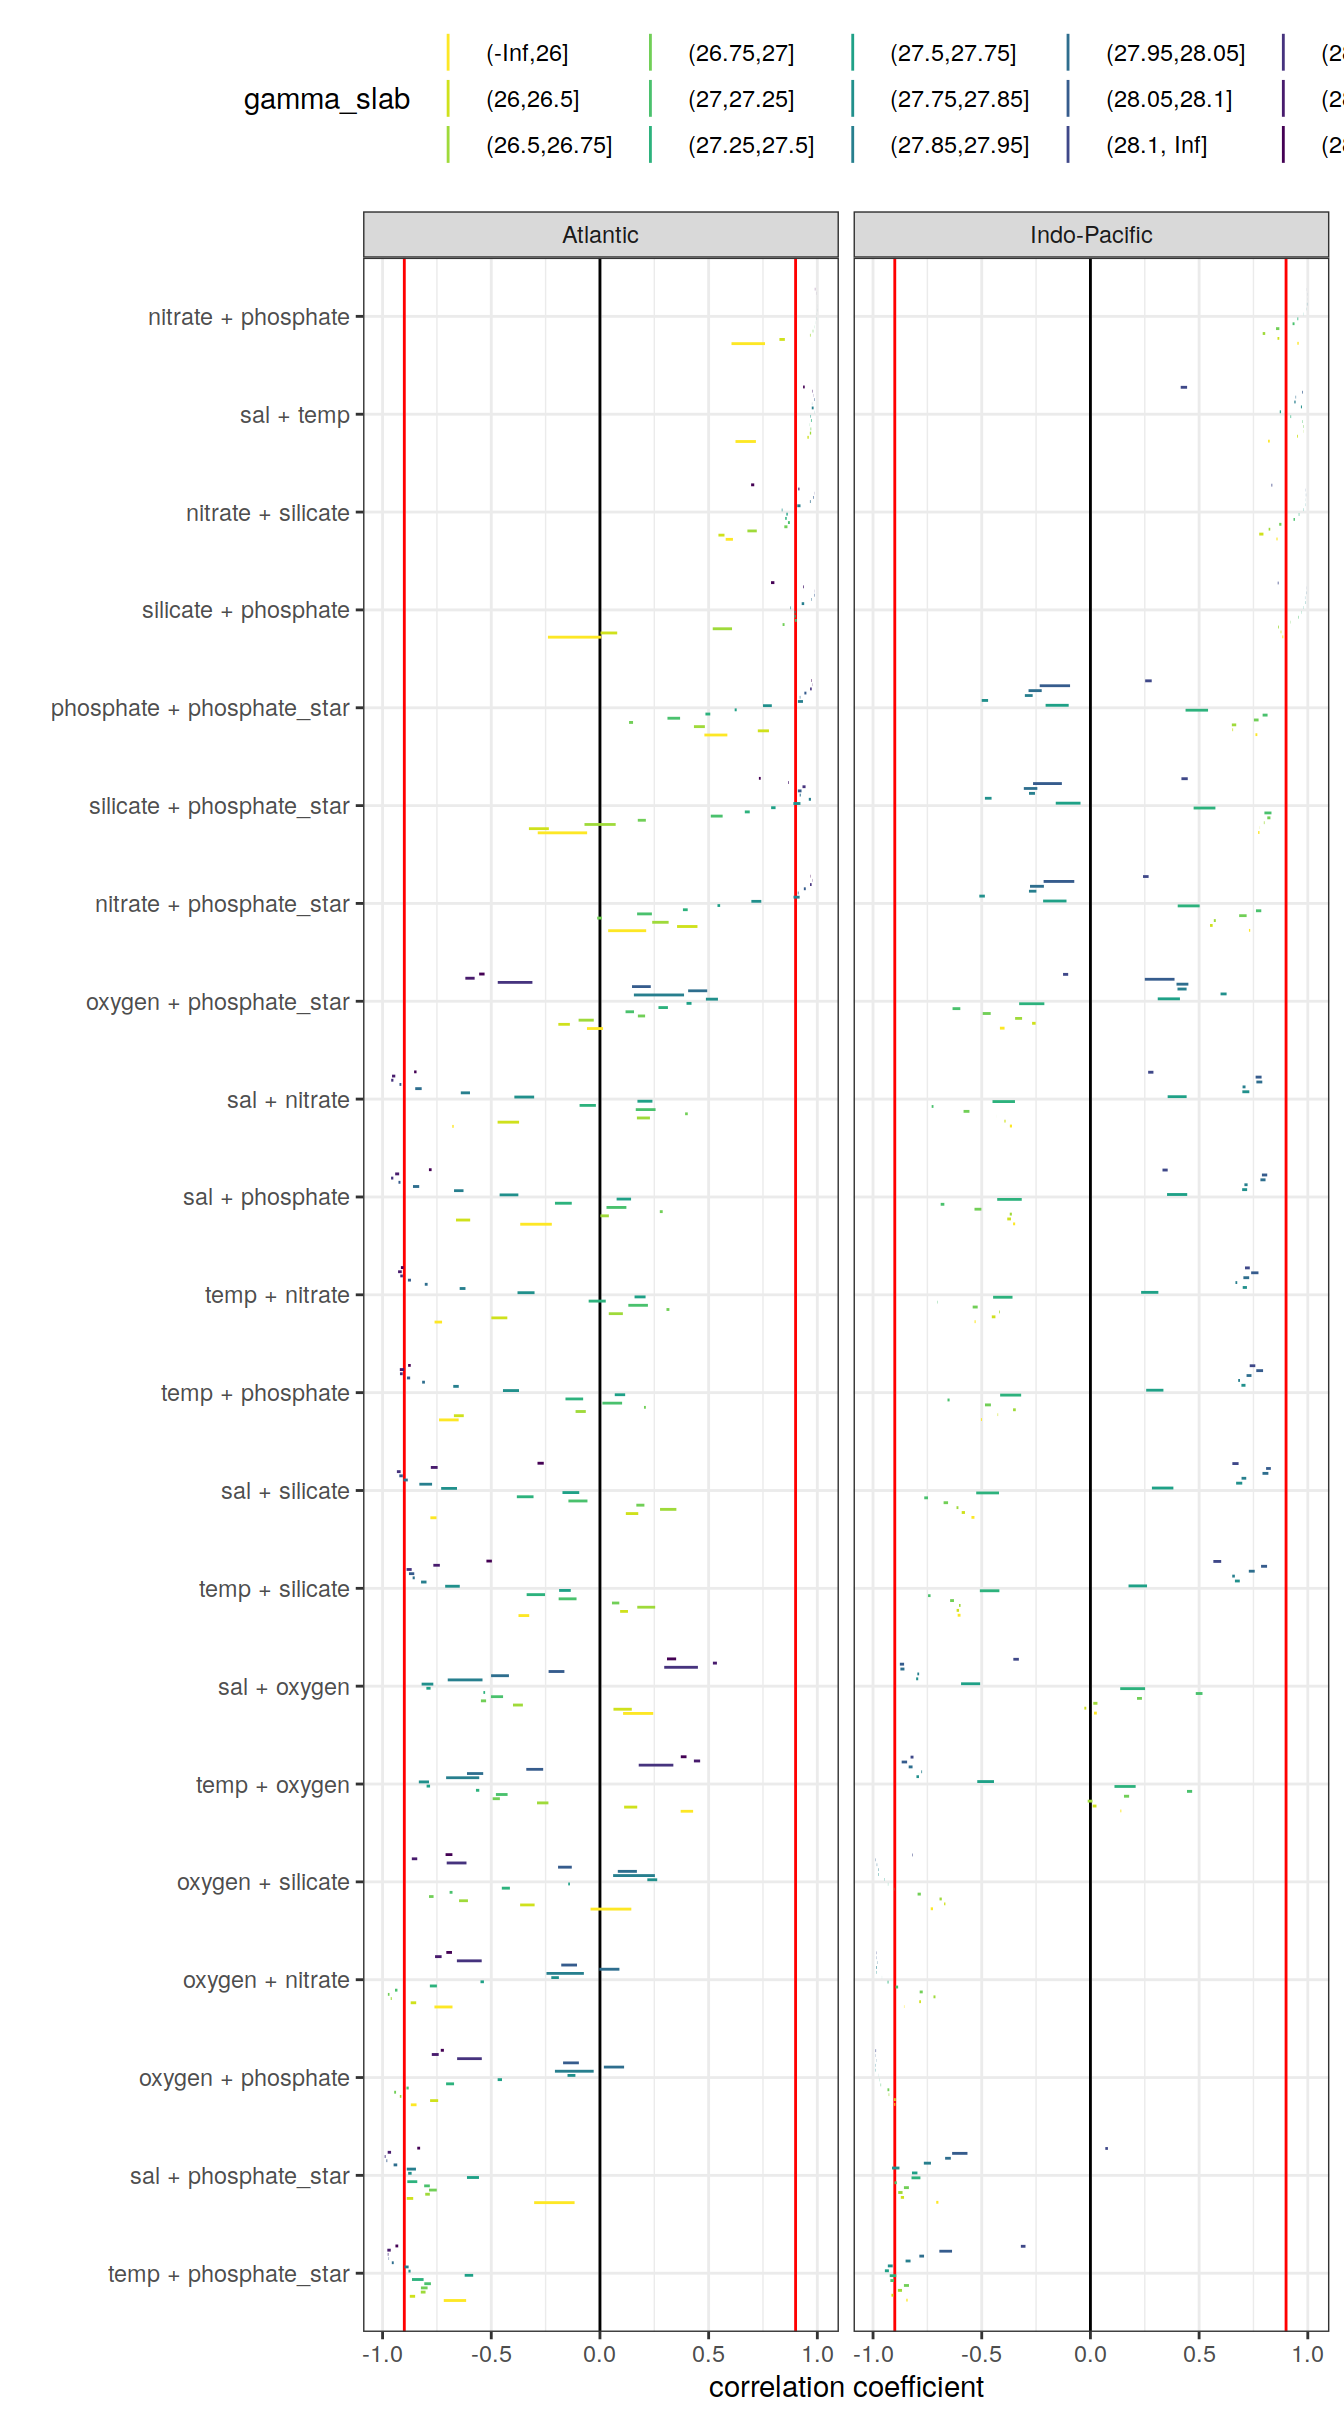 (-Inf,26] (26.75,27] (27.5,27.75] (27.95,28.05]
gamma_slab (26,26.5] (27,27.25] (27.75,27.85] (28.05,28.1]
(26.5,26.75] (27.25,27.5] (27.85,27.95] (28.1, Inf]
Atlantic Indo-Pacific
nitrate + phosphate
sal + temp
nitrate + silicate
silicate + phosphate
phosphate + phosphate_star
silicate + phosphate_star
nitrate + phosphate_star
oxygen + phosphate_star
sal + nitrate
sal + phosphate
temp + nitrate
temp + phosphate
sal + silicate
temp + silicate
sal + oxygen
temp + oxygen
oxygen + silicate
oxygen + nitrate
oxygen + phosphate
sal + phosphate_star
temp + phosphate_star
-1.0 -0.5 0.0 0.5 1.0 -1.0 -0.5 0.0 0.5 1.0
correlation coefficient